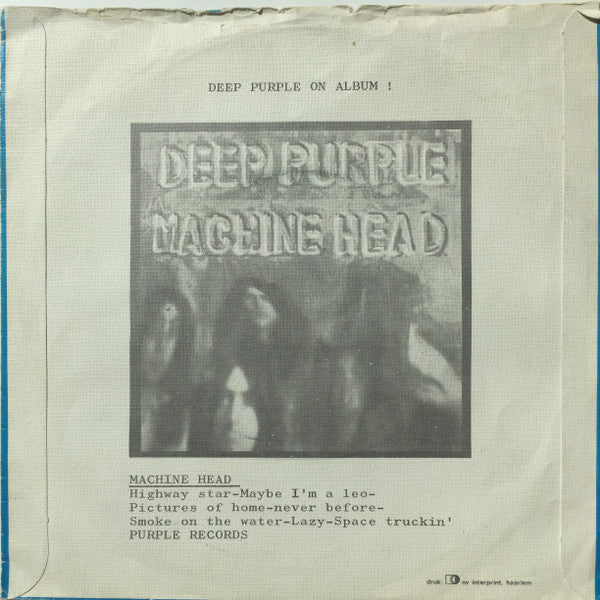 DEEP PURPLE ON ALBUM !
DEEP PURPLE
MACHINE HEAD
MACHINE HEAD
Highway star-Maybe I'm a leo-
Pictures of home-never before-
Smoke on the water-Lazy-Space truckin'
PURPLE RECORDS
druk: nv interprint, haarlem